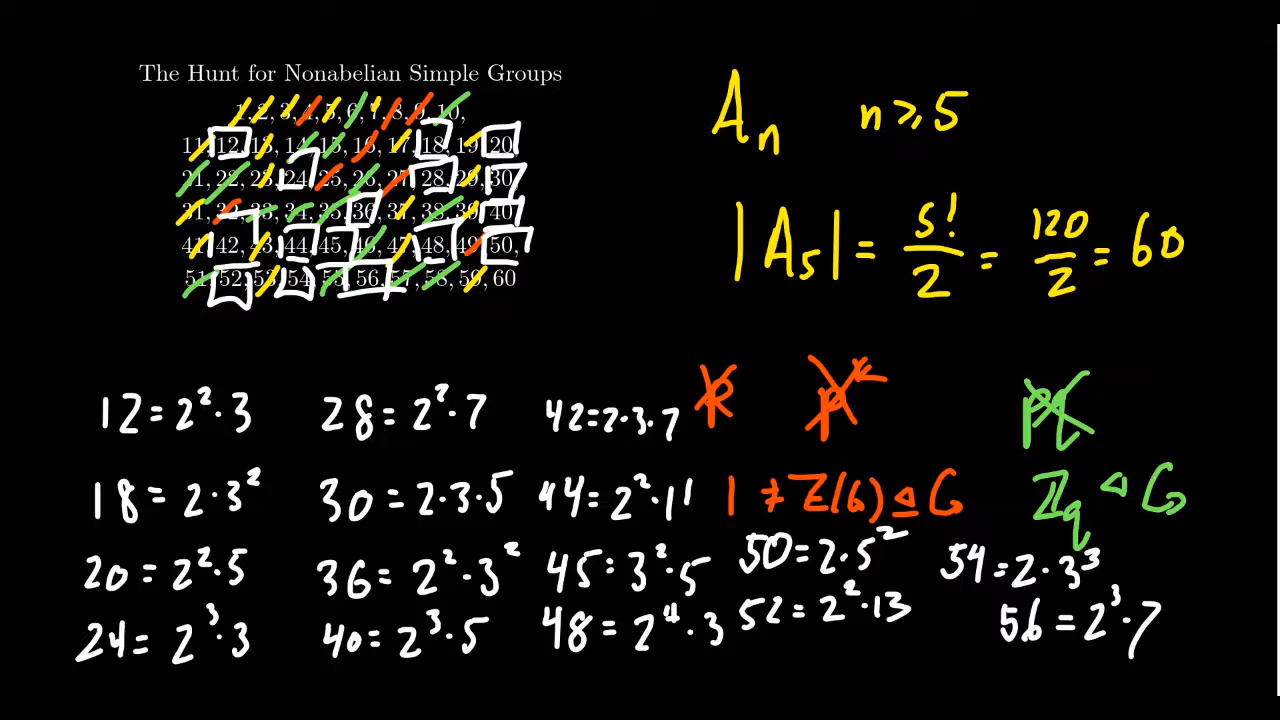 The Hunt for Nonabelian Simple Groups
1, 2, 3, 4, 5, 6, 7, 8, 9, 10,
11, 12, 13, 14, 15, 16, 17, 18, 19, 20,
21, 22, 23, 24, 25, 26, 27, 28, 29, 30,
31, 32, 33, 34, 35, 36, 37, 38, 39, 40,
41, 42, 43, 44, 45, 46, 47, 48, 49, 50,
51, 52, 53, 54, 55, 56, 57, 58, 59, 60
Aₙ n ≥ 5
|A₅| = 5!/2 = 120/2 = 60
p pᵏ pq
1 ≠ Z(G) ⊴ G
ℤ_q ◁ G
12 = 2² · 3
18 = 2 · 3²
20 = 2² · 5
24 = 2³ · 3
28 = 2² · 7
30 = 2 · 3 · 5
36 = 2² · 3²
40 = 2³ · 5
42 = 2 · 3 · 7
44 = 2² · 11
45 = 3² · 5
48 = 2⁴ · 3
50 = 2 · 5²
52 = 2² · 13
54 = 2 · 3³
56 = 2³ · 7